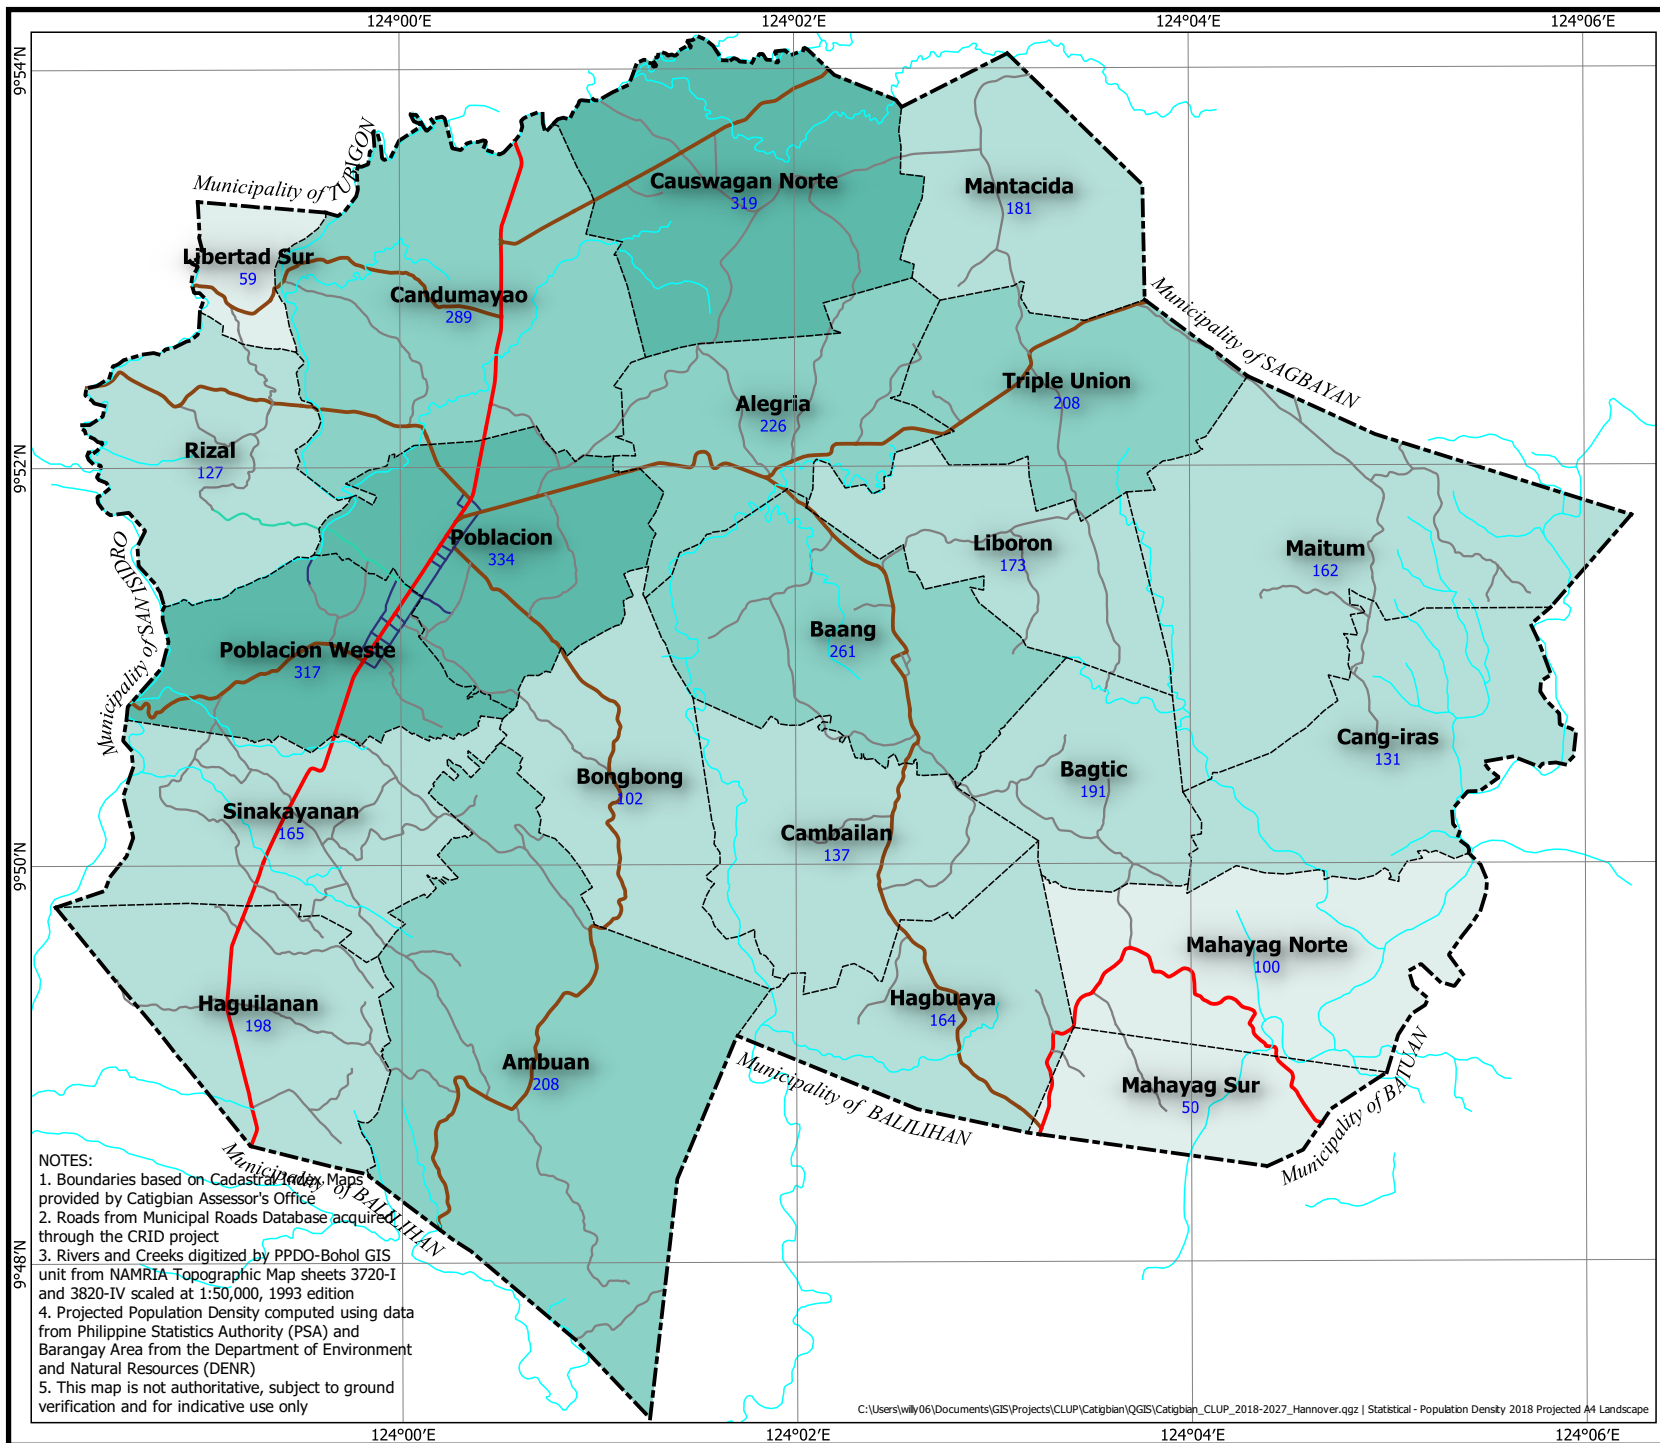 124°00′E
124°02′E
124°04′E
124°06′E
9°54′N
Municipality of TUBIGON
Causwagan Norte
319
Mantacida
181
Libertad Sur
59
Candumayao
289
Municipality of SAGBAYAN
Triple Union
208
Alegria
226
Rizal
127
9°52′N
Poblacion
334
Liboron
173
Maitum
162
Municipality of SAN ISIDRO
Baang
261
Poblacion Weste
317
Cang-iras
131
Bagtic
191
Bongbong
102
Sinakayanan
165
Cambailan
137
9°50′N
Mahayag Norte
100
Haguilanan
198
Hagbuaya
164
Ambuan
208
Mahayag Sur
50
Municipality of BALILIHAN
Municipality of BATUAN
Municipality of BALILIHAN
9°48′N
NOTES:
1. Boundaries based on Cadastral Index Maps
provided by Catigbian Assessor's Office
2. Roads from Municipal Roads Database acquired
through the CRID project
3. Rivers and Creeks digitized by PPDO-Bohol GIS
unit from NAMRIA Topographic Map sheets 3720-I
and 3820-IV scaled at 1:50,000, 1993 edition
4. Projected Population Density computed using data
from Philippine Statistics Authority (PSA) and
Barangay Area from the Department of Environment
and Natural Resources (DENR)
5. This map is not authoritative, subject to ground
verification and for indicative use only
C:\Users\willy06\Documents\GIS\Projects\CLUP\Catigbian\QGIS\Catigbian_CLUP_2018-2027_Hannover.qgz | Statistical - Population Density 2018 Projected A4 Landscape
124°00′E
124°02′E
124°04′E
124°06′E